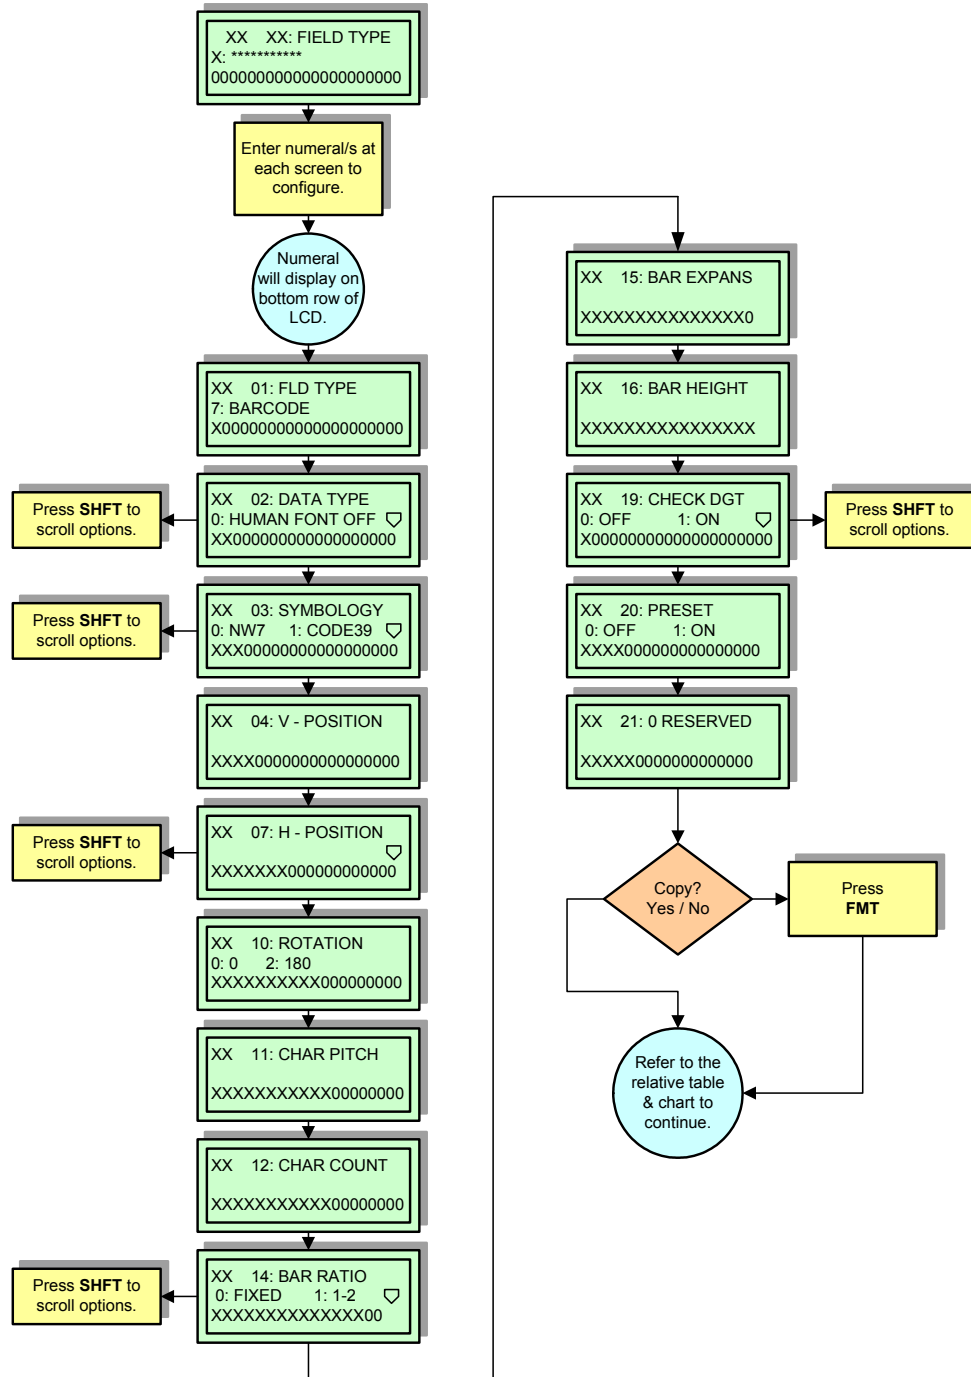 XX XX: FIELD TYPE
X: ***********
000000000000000000000
Enter numeral/s at
each screen to
configure.
Numeral
will display on
bottom row of
LCD.
XX 01: FLD TYPE
7: BARCODE
X00000000000000000000
Press SHFT to
scroll options.
XX 02: DATA TYPE
0: HUMAN FONT OFF
XX000000000000000000
Press SHFT to
scroll options.
XX 03: SYMBOLOGY
0: NW7 1: CODE39
XXX00000000000000000
XX 04: V - POSITION
XXXX0000000000000000
Press SHFT to
scroll options.
XX 07: H - POSITION
XXXXXXX000000000000
XX 10: ROTATION
0: 0 2: 180
XXXXXXXXXX000000000
XX 11: CHAR PITCH
XXXXXXXXXXX00000000
XX 12: CHAR COUNT
XXXXXXXXXXX00000000
Press SHFT to
scroll options.
XX 14: BAR RATIO
0: FIXED 1: 1-2
XXXXXXXXXXXXXX00
XX 15: BAR EXPANS
XXXXXXXXXXXXXXX0
XX 16: BAR HEIGHT
XXXXXXXXXXXXXXXX
XX 19: CHECK DGT
0: OFF 1: ON
X00000000000000000000
Press SHFT to
scroll options.
XX 20: PRESET
0: OFF 1: ON
XXXX000000000000000
XX 21: 0 RESERVED
XXXXX0000000000000
Copy?
Yes / No
Press
FMT
Refer to the
relative table
& chart to
continue.